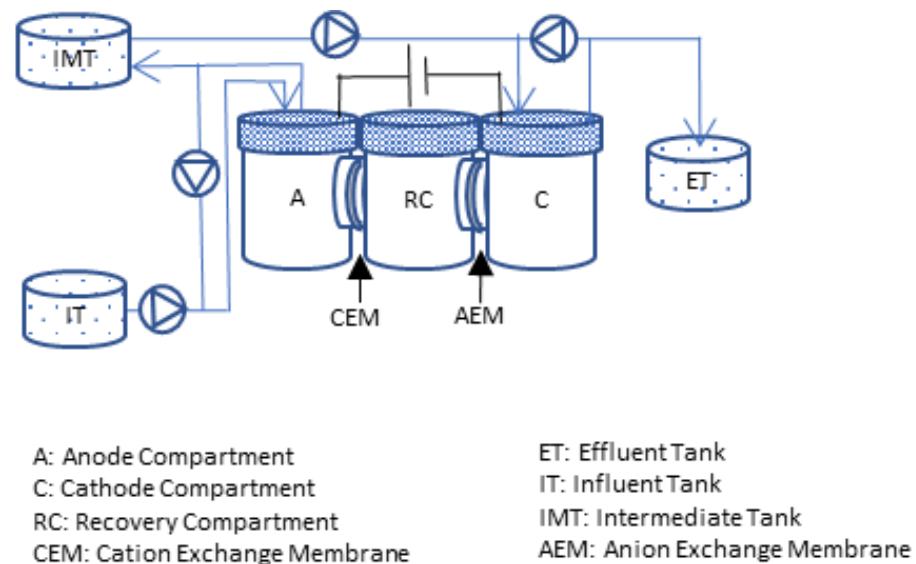 IMT
A
RC
C
ET
IT
CEM
AEM
A: Anode Compartment
C: Cathode Compartment
RC: Recovery Compartment
CEM: Cation Exchange Membrane
ET: Effluent Tank
IT: Influent Tank
IMT: Intermediate Tank
AEM: Anion Exchange Membrane